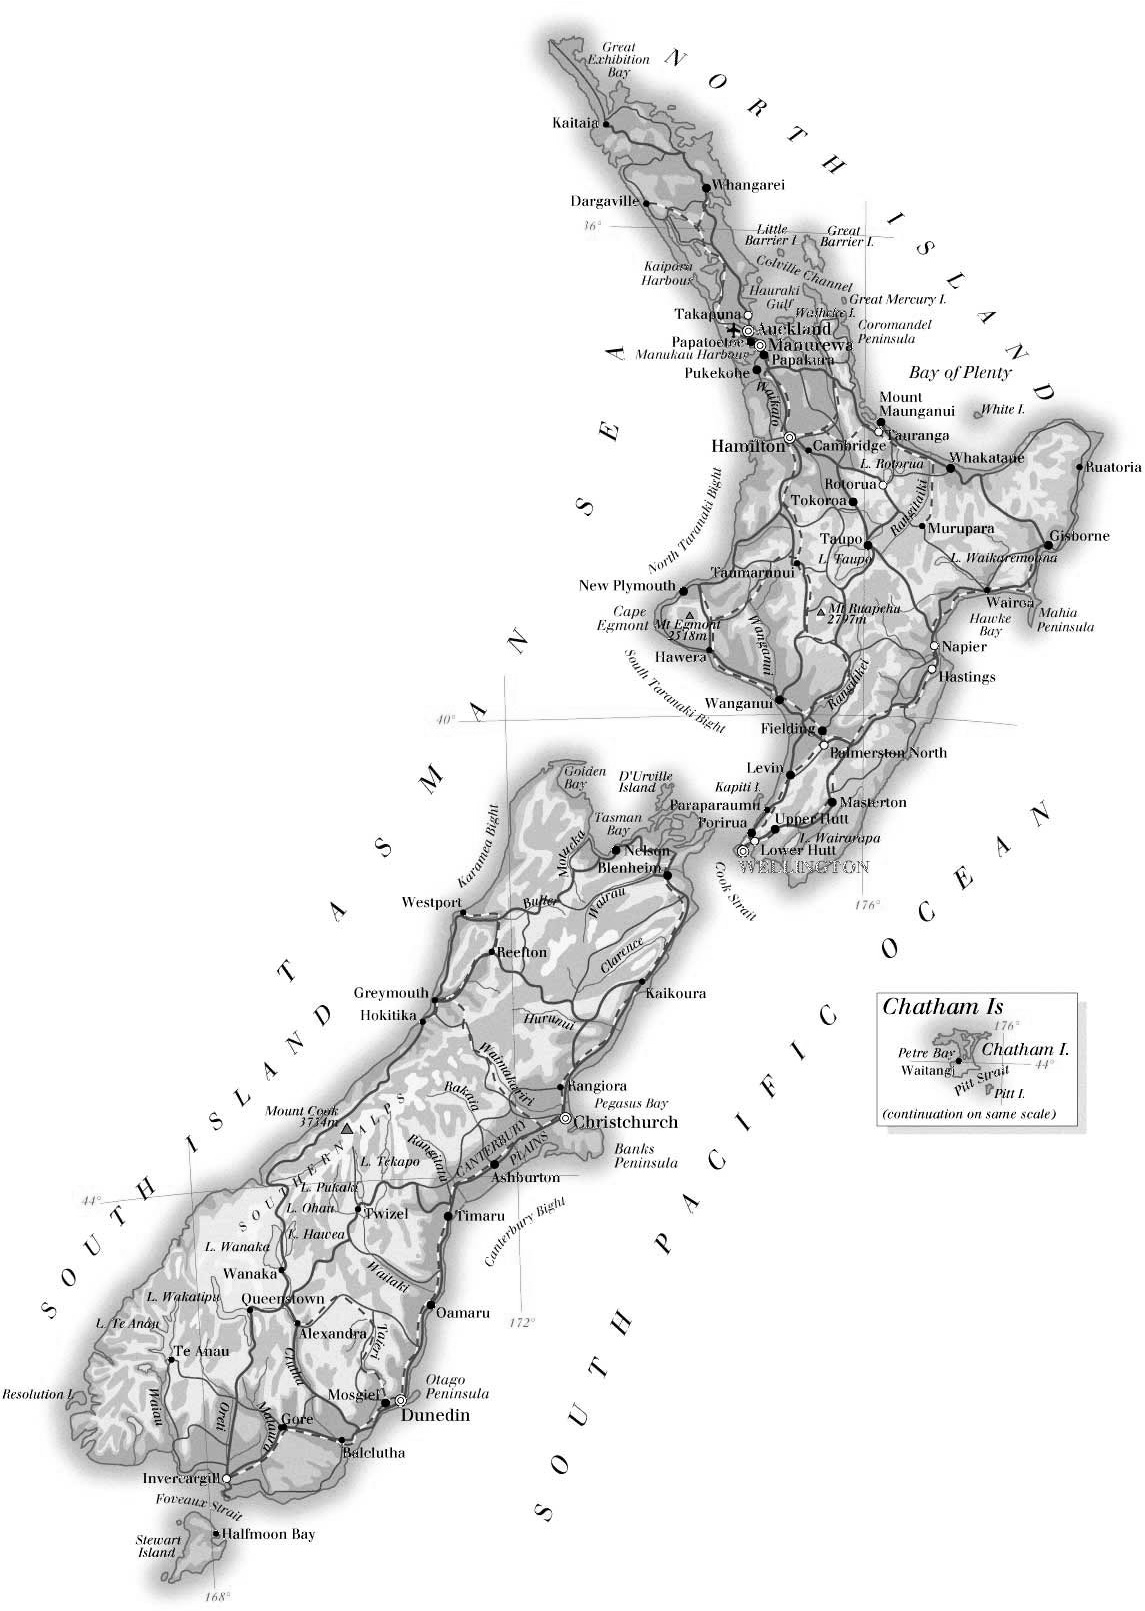 Great
Exhibition
Bay
NORTH ISLAND
Kaitaia
Whangarei
Dargaville
36°
Little
Barrier I.
Great
Barrier I.
Kaipara
Harbour
Colville Channel
Hauraki
Gulf
Great Mercury I.
Waiheke I.
Takapuna
Auckland
Coromandel
Peninsula
Papatoetoe
Manurewa
Manukau Harbour
Papakura
Pukekohe
Waikato
Bay of Plenty
Mount
Maunganui
White I.
Tauranga
Hamilton
Cambridge
Whakatane
L. Rotorua
Ruatoria
Rotorua
Tokoroa
Rangitaiki
North Taranaki Bight
Murupara
Gisborne
Taupo
L. Taupo
L. Waikaremoana
Taumarunui
New Plymouth
Wairoa
Cape
Egmont
Mt Egmont
2518m
Mt Ruapehu
2797m
Hawke
Bay
Mahia
Peninsula
Wanganui
Hawera
Napier
Hastings
South Taranaki Bight
Rangitikei
Wanganui
40°
Fielding
Palmerston North
Levin
Kapiti I.
Paraparaumu
Masterton
Porirua
Upper Hutt
L. Wairarapa
Lower Hutt
WELLINGTON
Cook Strait
176°
TASMAN SEA
Golden
Bay
D'Urville
Island
Tasman
Bay
Karamea Bight
Motueka
Nelson
Blenheim
Westport
Buller
Wairau
Reefton
Clarence
Greymouth
Kaikoura
Hokitika
Hurunui
Waimakariri
Rakaia
Rangiora
Pegasus Bay
Mount Cook
3754m
Christchurch
SOUTHERN ALPS
CANTERBURY
PLAINS
Banks
Peninsula
Rangitata
L. Tekapo
Ashburton
L. Pukaki
44°
L. Ohau
Twizel
Timaru
Canterbury Bight
L. Hawea
L. Wanaka
Wanaka
Waitaki
L. Wakatipu
Queenstown
Oamaru
172°
L. Te Anau
Alexandra
Te Anau
Taieri
Clutha
Resolution I.
Waiau
Oreti
Mataura
Mosgiel
Otago
Peninsula
Dunedin
Gore
Balclutha
Invercargill
Foveaux Strait
Stewart
Island
Halfmoon Bay
168°
SOUTH ISLAND
SOUTH PACIFIC OCEAN
Chatham Is
176°
Petre Bay
Chatham I.
Waitangi
44°
Pitt Strait
Pitt I.
(continuation on same scale)